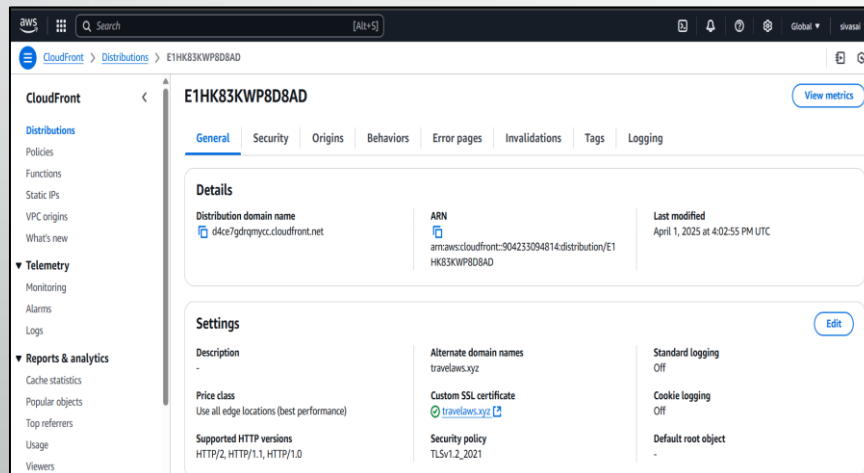 aws
Search [Alt+S] Global ▼ sivasai
CloudFront > Distributions > E1HK83KWP8D8AD
CloudFront
Distributions
Policies
Functions
Static IPs
VPC origins
What's new
▼ Telemetry
Monitoring
Alarms
Logs
▼ Reports & analytics
Cache statistics
Popular objects
Top referrers
Usage
Viewers
E1HK83KWP8D8AD
View metrics
General Security Origins Behaviors Error pages Invalidations Tags Logging
Details
Distribution domain name
d4ce7gdrqmycc.cloudfront.net
ARN
arn:aws:cloudfront::904233094814:distribution/E1
HK83KWP8D8AD
Last modified
April 1, 2025 at 4:02:55 PM UTC
Settings
Edit
Description
-
Price class
Use all edge locations (best performance)
Supported HTTP versions
HTTP/2, HTTP/1.1, HTTP/1.0
Alternate domain names
travelaws.xyz
Custom SSL certificate
travelaws.xyz
Security policy
TLSv1.2_2021
Standard logging
Off
Cookie logging
Off
Default root object
-